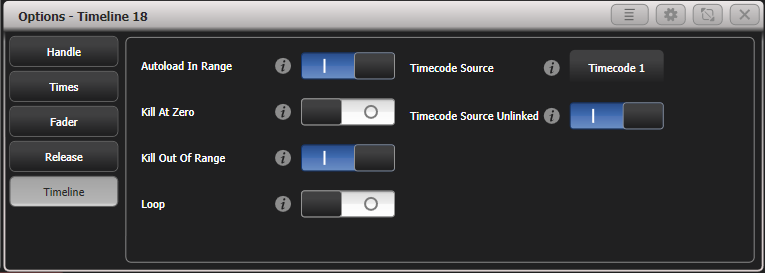 Options - Timeline 18
Handle
Times
Fader
Release
Timeline
Autoload In Range
Kill At Zero
Kill Out Of Range
Loop
Timecode Source
Timecode 1
Timecode Source Unlinked